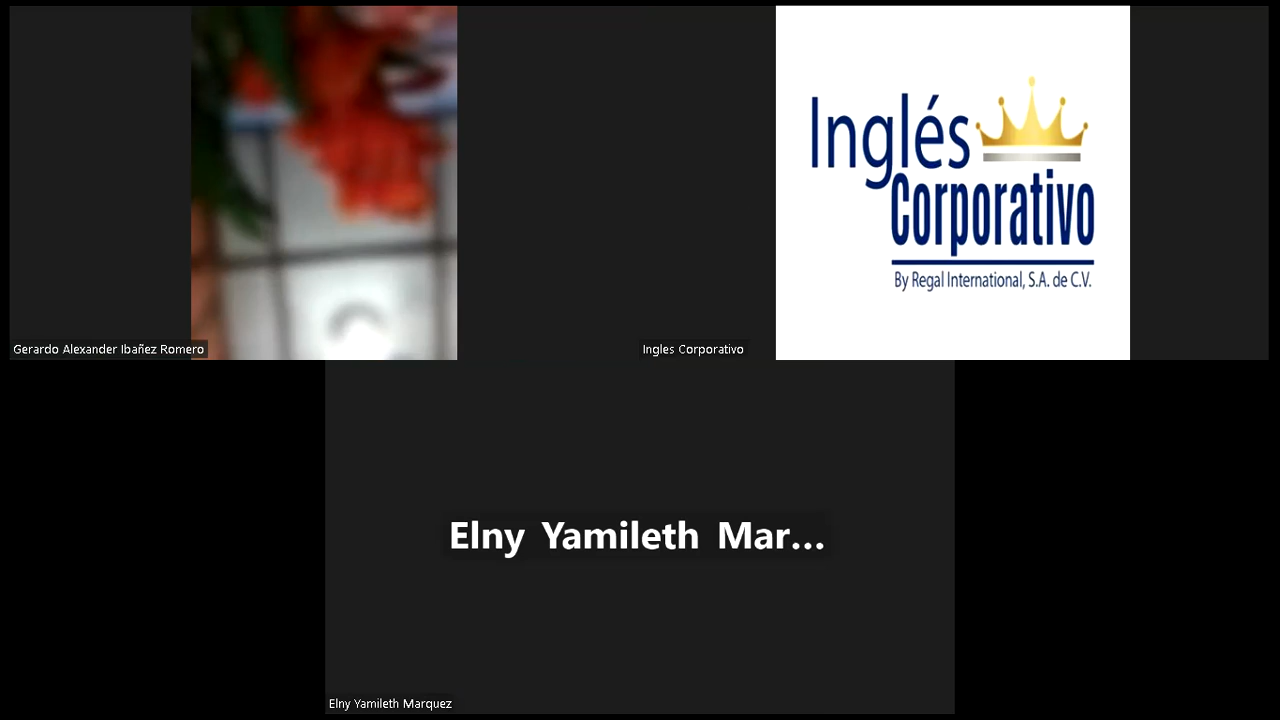 Inglés
Corporativo
By Regal International, S.A. de C.V.
Gerardo Alexander Ibañez Romero
Ingles Corporativo
Elny Yamileth Mar...
Elny Yamileth Marquez